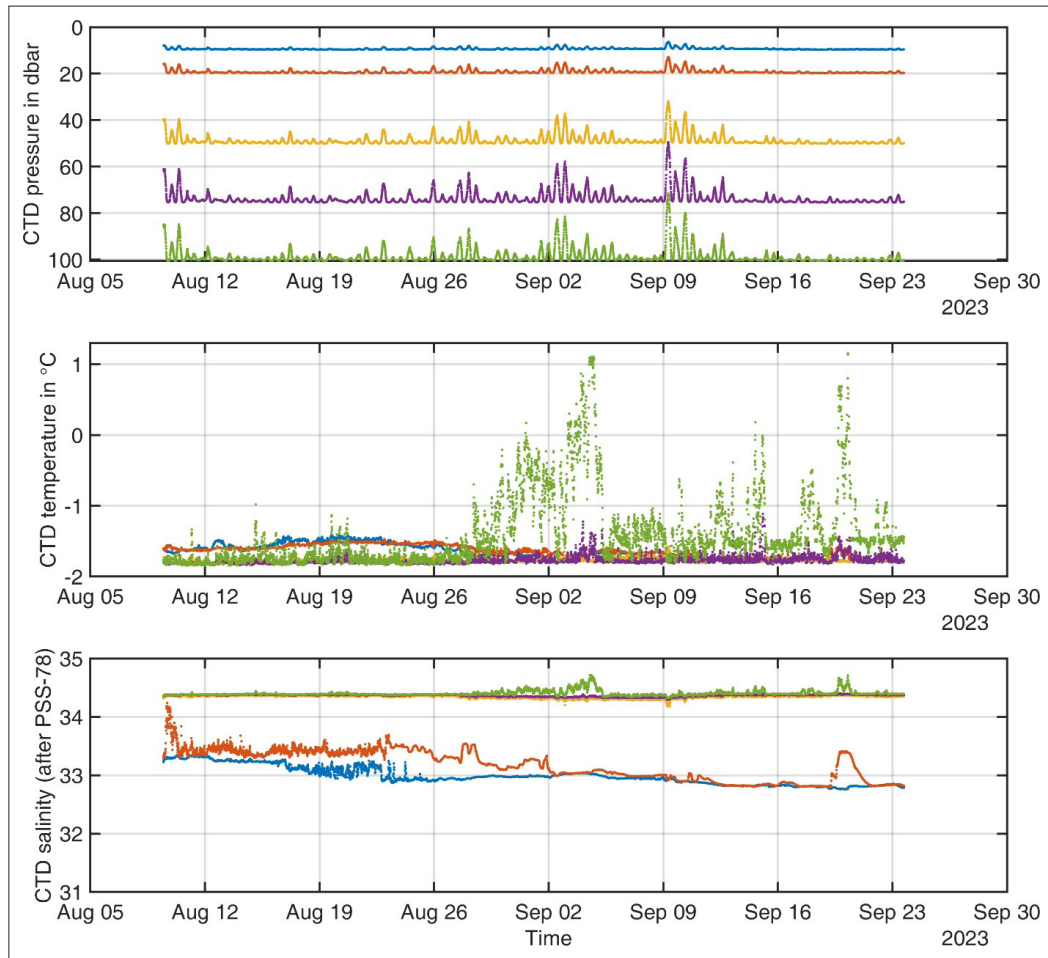 0
20
40
60
80
100
CTD pressure in dbar
Aug 05 Aug 12 Aug 19 Aug 26 Sep 02 Sep 09 Sep 16 Sep 23 Sep 30
2023
1
0
-1
-2
CTD temperature in °C
Aug 05 Aug 12 Aug 19 Aug 26 Sep 02 Sep 09 Sep 16 Sep 23 Sep 30
2023
35
34
33
32
31
CTD salinity (after PSS-78)
Aug 05 Aug 12 Aug 19 Aug 26 Sep 02 Sep 09 Sep 16 Sep 23 Sep 30
Time
2023